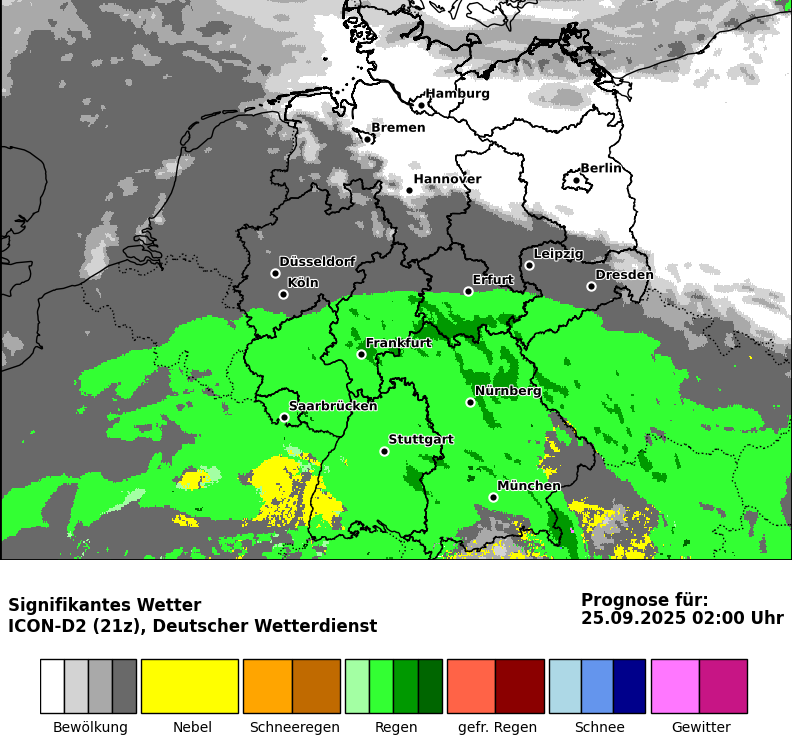 Hamburg
Bremen
Berlin
Hannover
Leipzig
Düsseldorf
Dresden
Köln
Erfurt
Frankfurt
Nürnberg
Saarbrücken
Stuttgart
München
Signifikantes Wetter
ICON-D2 (21z), Deutscher Wetterdienst
Prognose für:
25.09.2025 02:00 Uhr
Bewölkung
Nebel
Schneeregen
Regen
gefr. Regen
Schnee
Gewitter